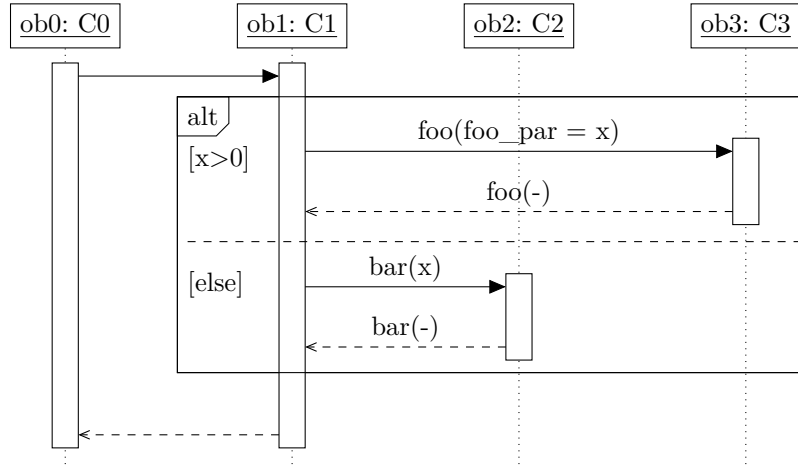 ob0: C0
ob1: C1
ob2: C2
ob3: C3
alt
foo(foo_par = x)
[x>0]
foo(-)
bar(x)
[else]
bar(-)